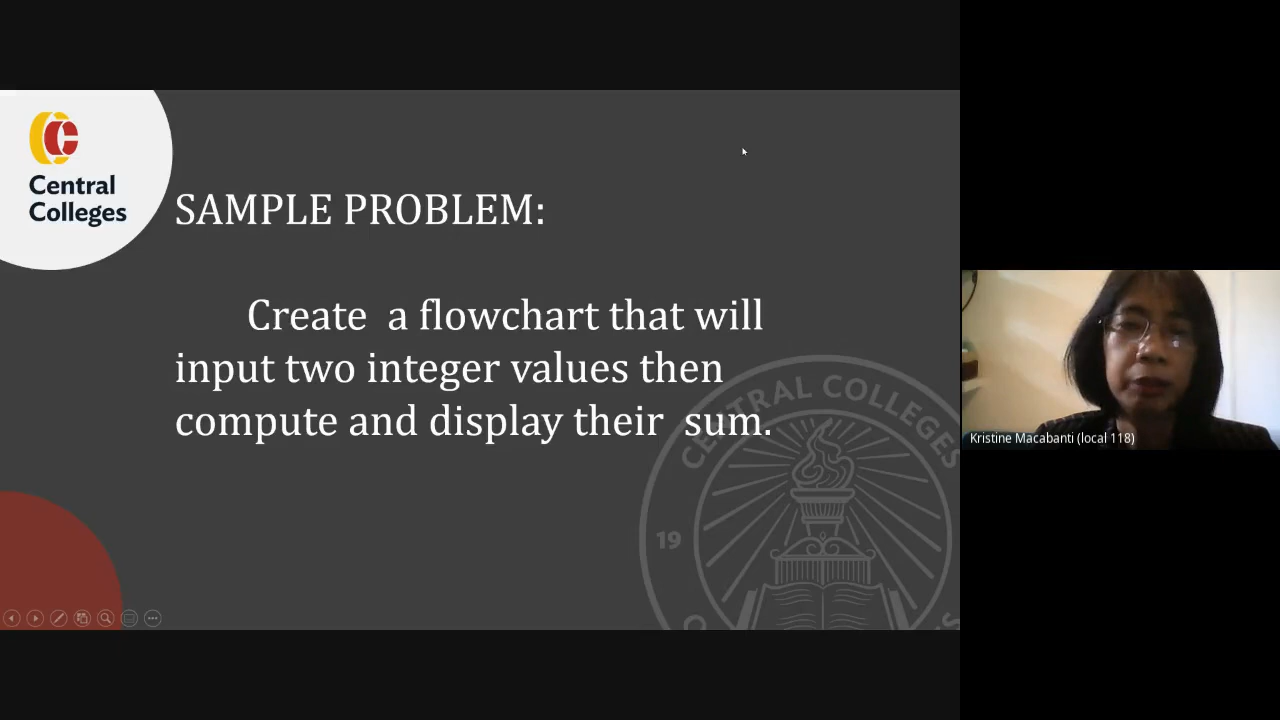 Central
Colleges
SAMPLE PROBLEM:
Create a flowchart that will
input two integer values then
compute and display their sum.
CENTRAL COLLEGES
19
Kristine Macabanti (local 118)